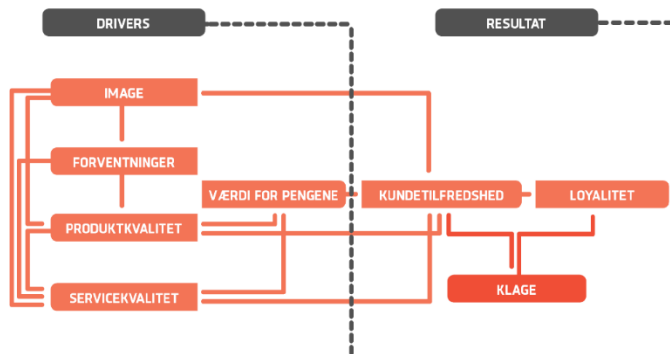 DRIVERS
RESULTAT
IMAGE
FORVENTNINGER
VÆRDI FOR PENGENE
KUNDETILFREDSHED
LOYALITET
PRODUKTKVALITET
KLAGE
SERVICEKVALITET